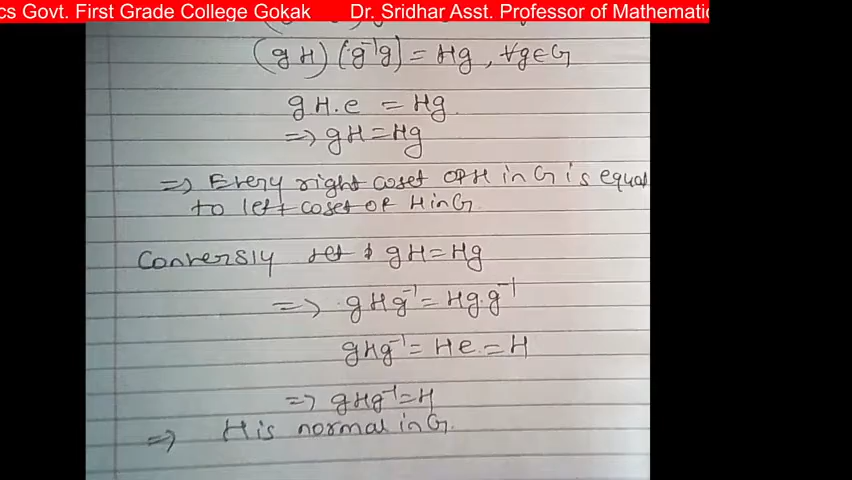 cs Govt. First Grade College Gokak Dr. Sridhar Asst. Professor of Mathematic
(gH)(g⁻¹g) = Hg, ∀g∈G
gH.e = Hg
=> gH = Hg
=> Every right coset of H in G is equal
to left coset of H in G.
Conversly let gH = Hg
=> gHg⁻¹ = Hg.g⁻¹
gHg⁻¹ = He = H
=> gHg⁻¹ = H
=> H is normal in G.